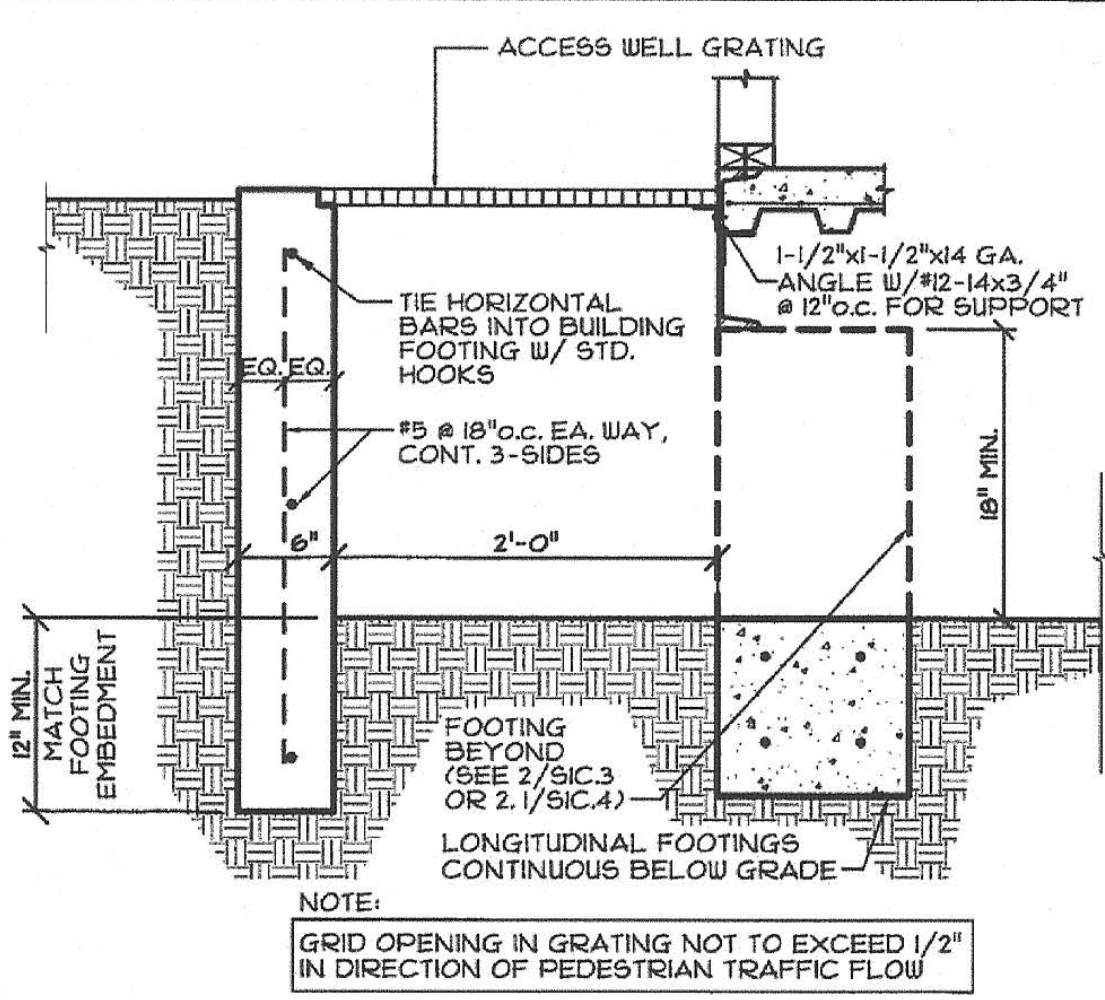 ACCESS WELL GRATING
1-1/2"x1-1/2"x14 GA.
ANGLE W/#12-14x3/4"
@ 12"o.c. FOR SUPPORT
TIE HORIZONTAL
BARS INTO BUILDING
FOOTING W/ STD.
HOOKS
EQ. EQ.
#5 @ 18"o.c. EA. WAY,
CONT. 3-SIDES
18" MIN.
6"
2'-0"
12" MIN.
MATCH
FOOTING
EMBEDMENT
FOOTING
BEYOND
(SEE 2/S1C.3
OR 2.1/S1C.4)
LONGITUDINAL FOOTINGS
CONTINUOUS BELOW GRADE
NOTE:
GRID OPENING IN GRATING NOT TO EXCEED 1/2"
IN DIRECTION OF PEDESTRIAN TRAFFIC FLOW